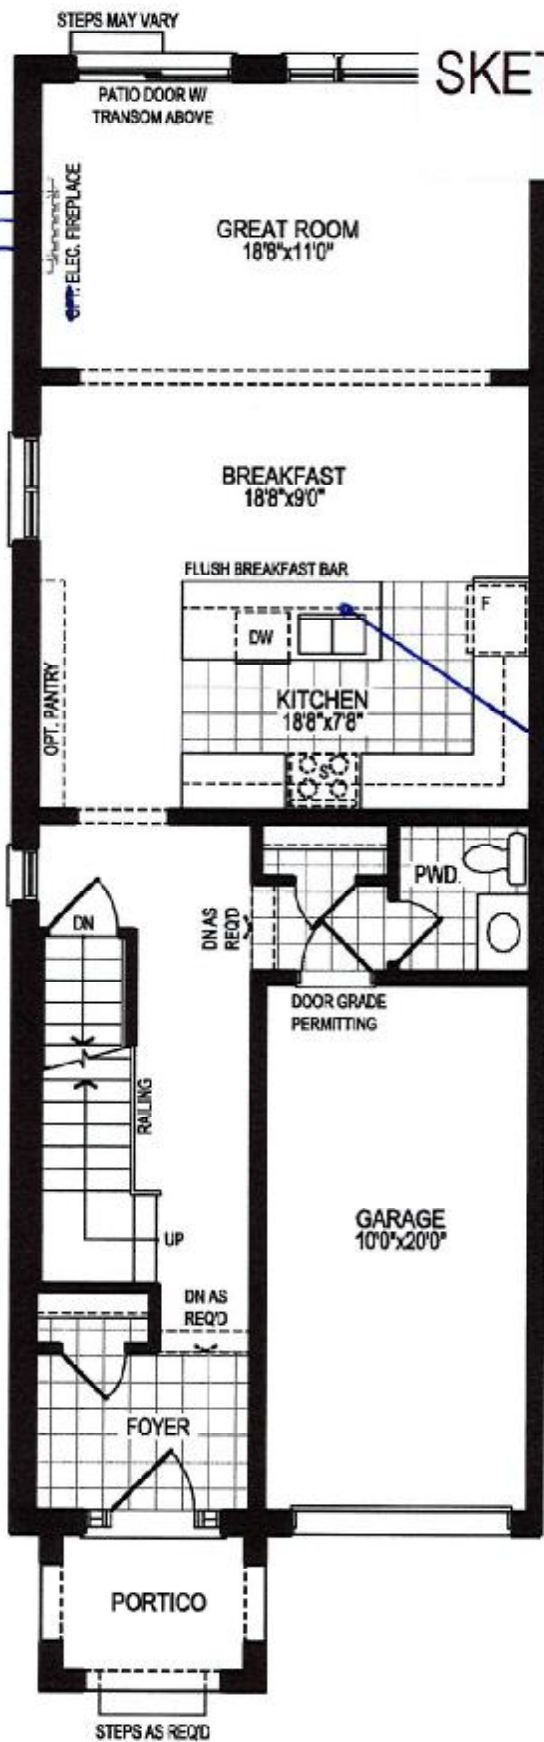 STEPS MAY VARY
SKET
PATIO DOOR W/
TRANSOM ABOVE
OPT. ELEC. FIREPLACE
GREAT ROOM
18'8"x11'0"
BREAKFAST
18'8"x9'0"
FLUSH BREAKFAST BAR
F
DW
OPT. PANTRY
KITCHEN
18'8"x7'8"
S
PWD.
DN
DN AS
REQ'D
DOOR GRADE
PERMITTING
RAILING
GARAGE
10'0"x20'0"
UP
DN AS
REQ'D
FOYER
PORTICO
STEPS AS REQ'D